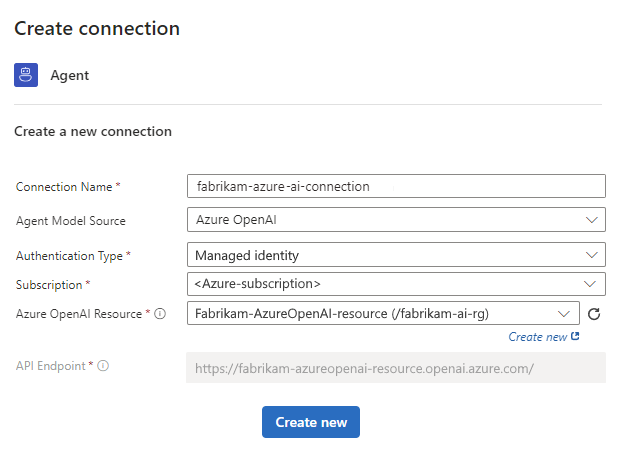 Create connection
Agent
Create a new connection
Connection Name * fabrikam-azure-ai-connection
Agent Model Source Azure OpenAI
Authentication Type * Managed identity
Subscription * <Azure-subscription>
Azure OpenAI Resource * Fabrikam-AzureOpenAI-resource (/fabrikam-ai-rg)
Create new
API Endpoint * https://fabrikam-azureopenai-resource.openai.azure.com/
Create new